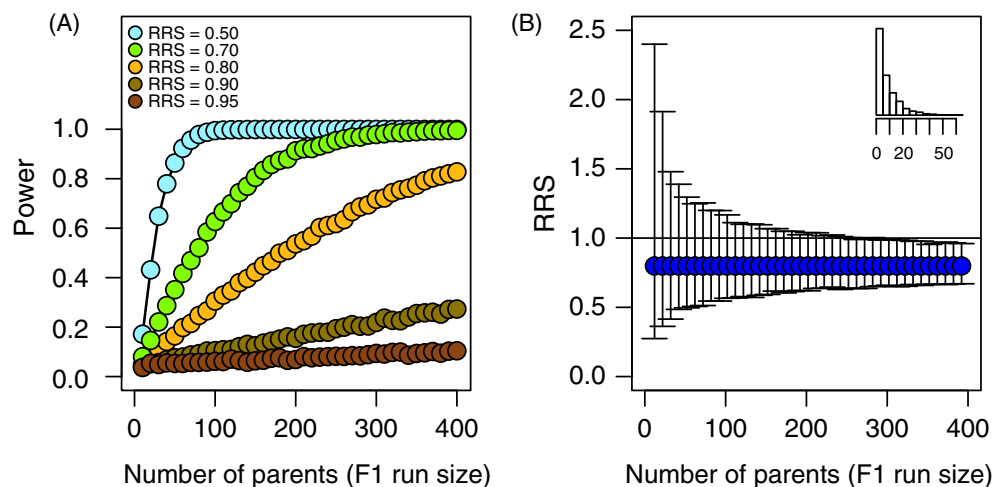 (A)
RRS = 0.50
RRS = 0.70
RRS = 0.80
RRS = 0.90
RRS = 0.95
Power
1.0
0.8
0.6
0.4
0.2
0.0
0 100 200 300 400
Number of parents (F1 run size)
(B)
RRS
2.5
2.0
1.5
1.0
0.5
0.0
0 20 50
0 100 200 300 400
Number of parents (F1 run size)